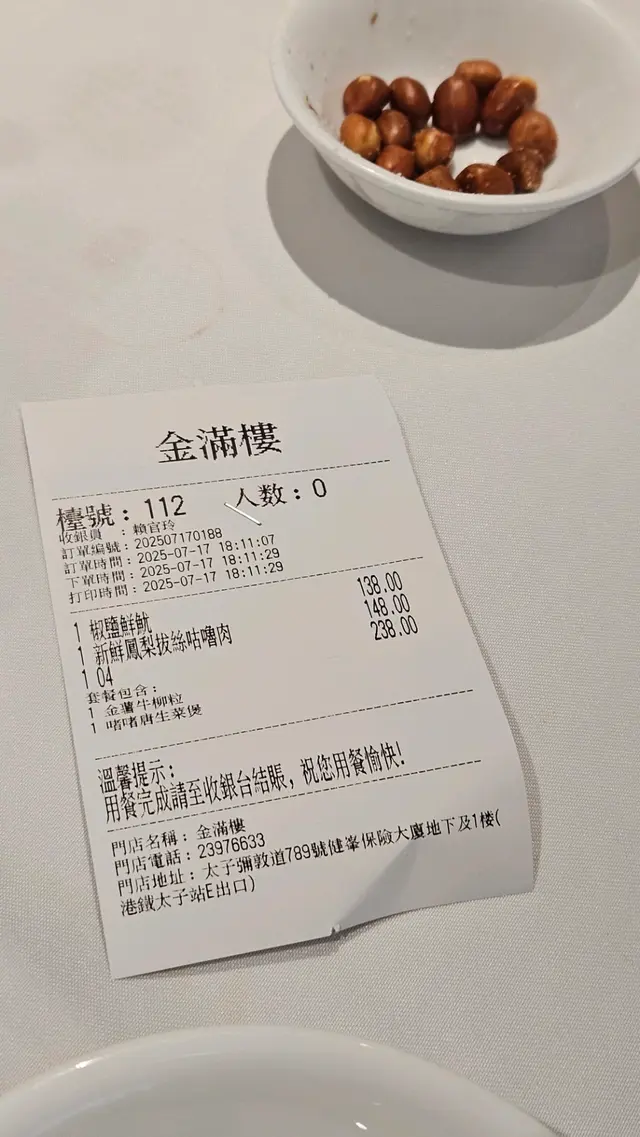 金滿樓
檯號：112 人数：0
收銀員 ：賴官玲
訂單編號：202507170188
訂單時間：2025-07-17 18:11:07
下單時間：2025-07-17 18:11:29
打印時間：2025-07-17 18:11:29
1 椒鹽鮮魷 138.00
1 新鮮鳳梨拔絲咕嚕肉 148.00
1 04 238.00
套餐包含：
1 金薯牛柳粒
1 啫啫唐生菜煲
溫馨提示：
用餐完成請至收銀台結賬，祝您用餐愉快！
門店名稱：金滿樓
門店電話：23976633
門店地址：太子彌敦道789號健峯保險大廈地下及1樓(
港鐵太子站E出口)